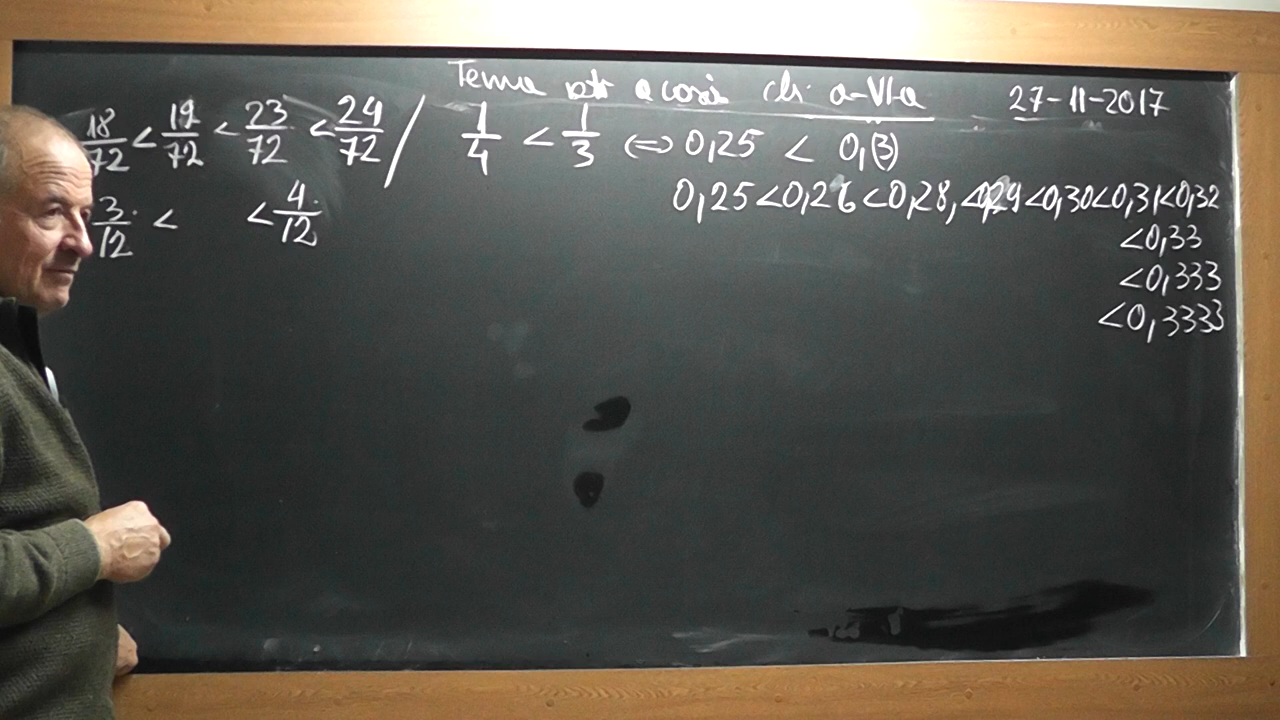 Tema ptr acasă cls. a-VI-a 27-11-2017
18/72 < 19/72 < 23/72 < 24/72 / 1/4 < 1/3 ⇔ 0,25 < 0,(3)
3/12 < < 4/12 0,25 < 0,26 < 0,28, < 0,29 < 0,30 < 0,31 < 0,32
< 0,33
< 0,333
< 0,3333